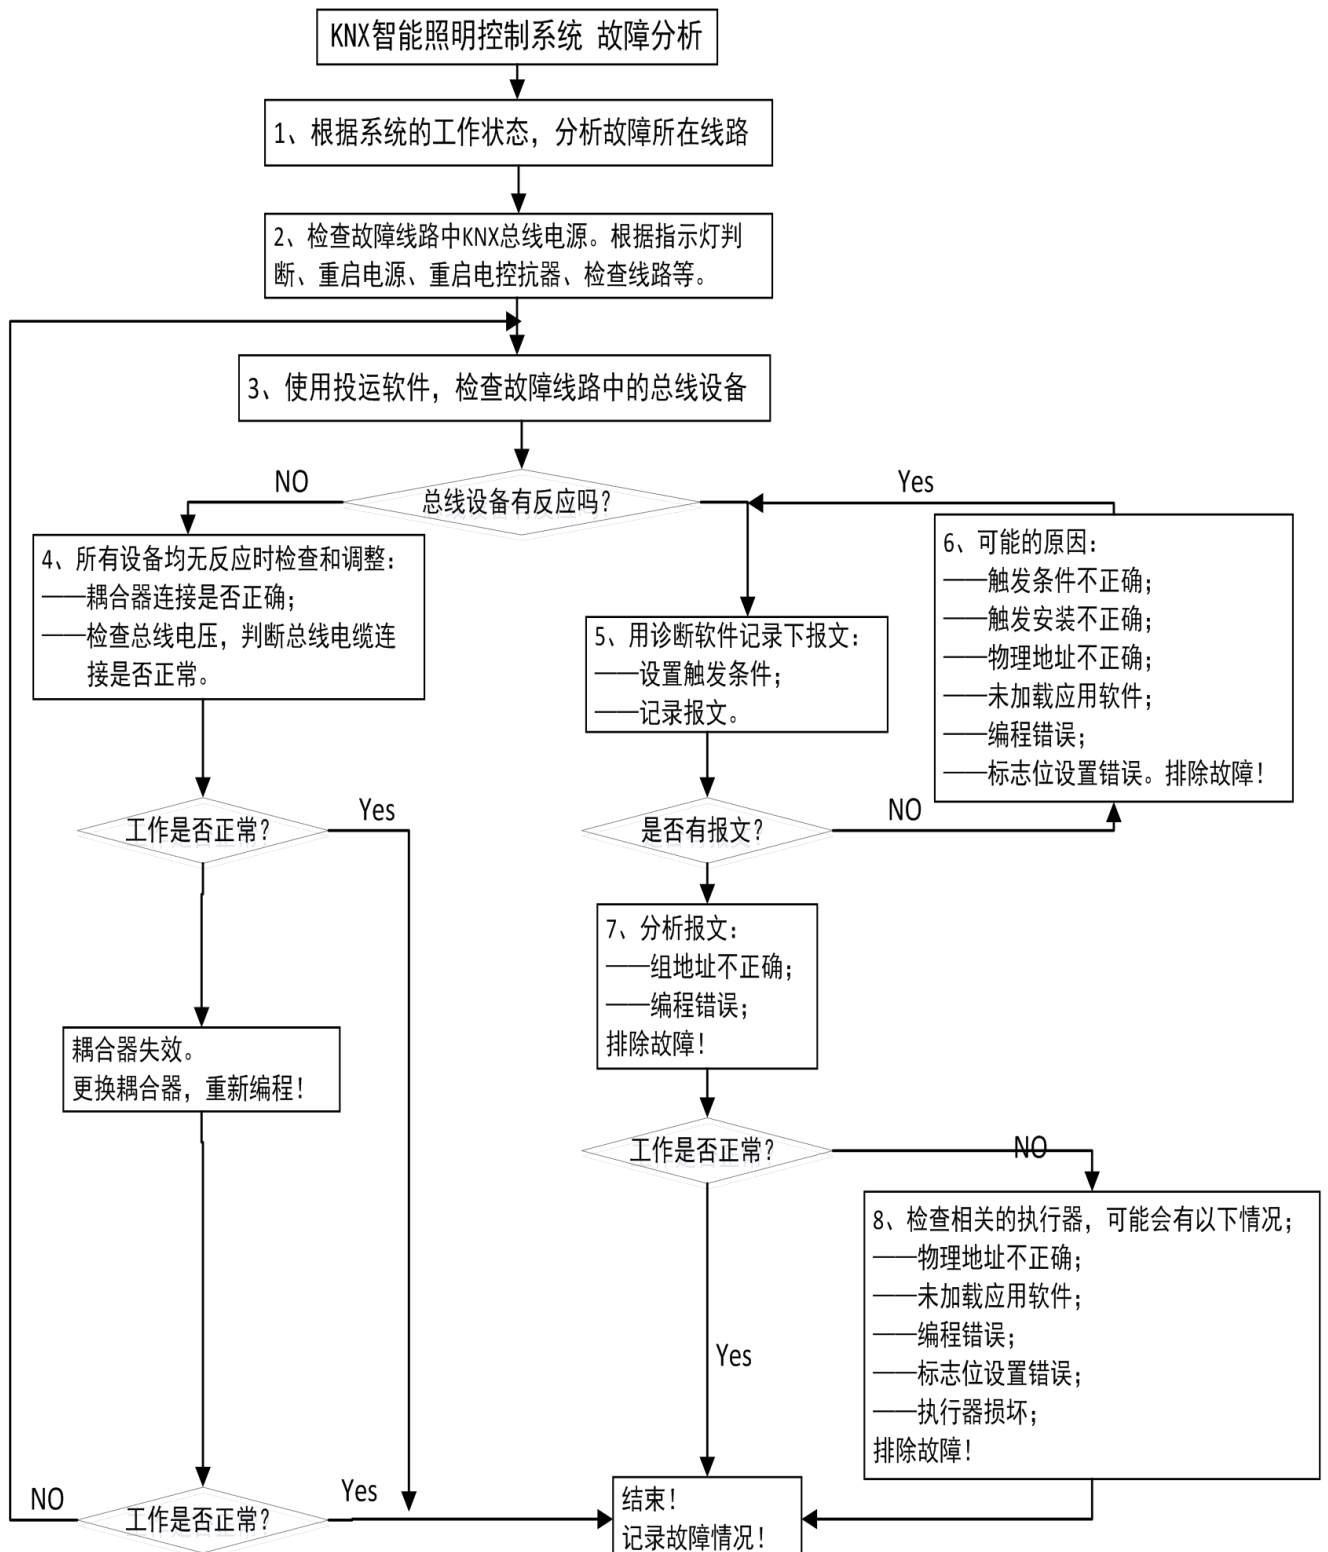 KNX智能照明控制系统 故障分析
1、根据系统的工作状态，分析故障所在线路
2、检查故障线路中KNX总线电源。根据指示灯判
断、重启电源、重启电控抗器、检查线路等。
3、使用投运软件，检查故障线路中的总线设备
NO
总线设备有反应吗？
Yes
4、所有设备均无反应时检查和调整：
——耦合器连接是否正确；
——检查总线电压，判断总线电缆连
接是否正常。
5、用诊断软件记录下报文：
——设置触发条件；
——记录报文。
6、可能的原因：
——触发条件不正确；
——触发安装不正确；
——物理地址不正确；
——未加载应用软件；
——编程错误；
——标志位设置错误。排除故障！
工作是否正常？
Yes
是否有报文？
NO
7、分析报文：
——组地址不正确；
——编程错误；
排除故障！
耦合器失效。
更换耦合器，重新编程！
工作是否正常？
NO
8、检查相关的执行器，可能会有以下情况；
——物理地址不正确；
——未加载应用软件；
——编程错误；
——标志位设置错误；
——执行器损坏；
排除故障！
Yes
NO
工作是否正常？
Yes
结束！
记录故障情况！